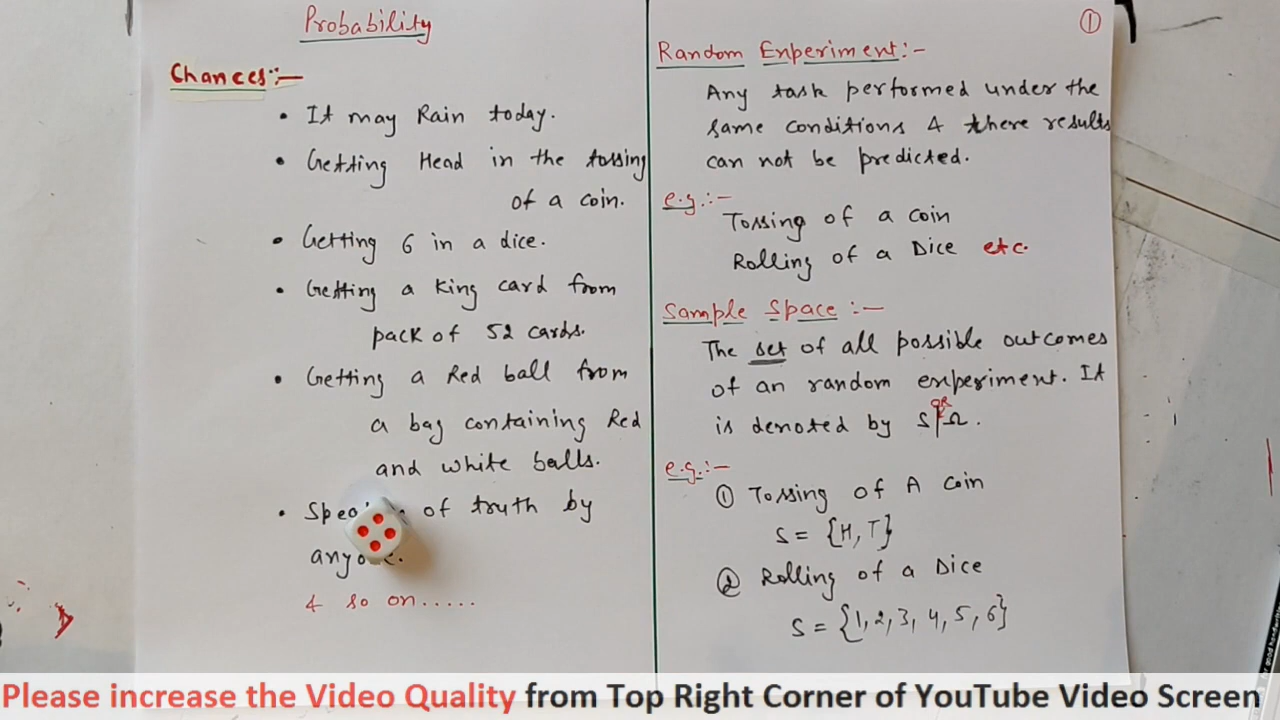 Probability
Chances:-
• It may Rain today.
• Getting Head in the tossing
of a coin.
• Getting 6 in a dice.
• Getting a King card from
pack of 52 cards.
• Getting a Red ball from
a bag containing Red
and white balls.
• of truth by
& so on.....
①
Random Experiment:-
Any task performed under the
same conditions & there results
can not be predicted.
e.g.:-
Tossing of a coin
Rolling of a Dice etc.
Sample Space:-
The set of all possible outcomes
of an random experiment. It
is denoted by S|Ω.
OR
e.g.:-
① Tossing of A Coin
S = {H, T}
② Rolling of a Dice
S = {1, 2, 3, 4, 5, 6}
Please increase the Video Quality from Top Right Corner of YouTube Video Screen